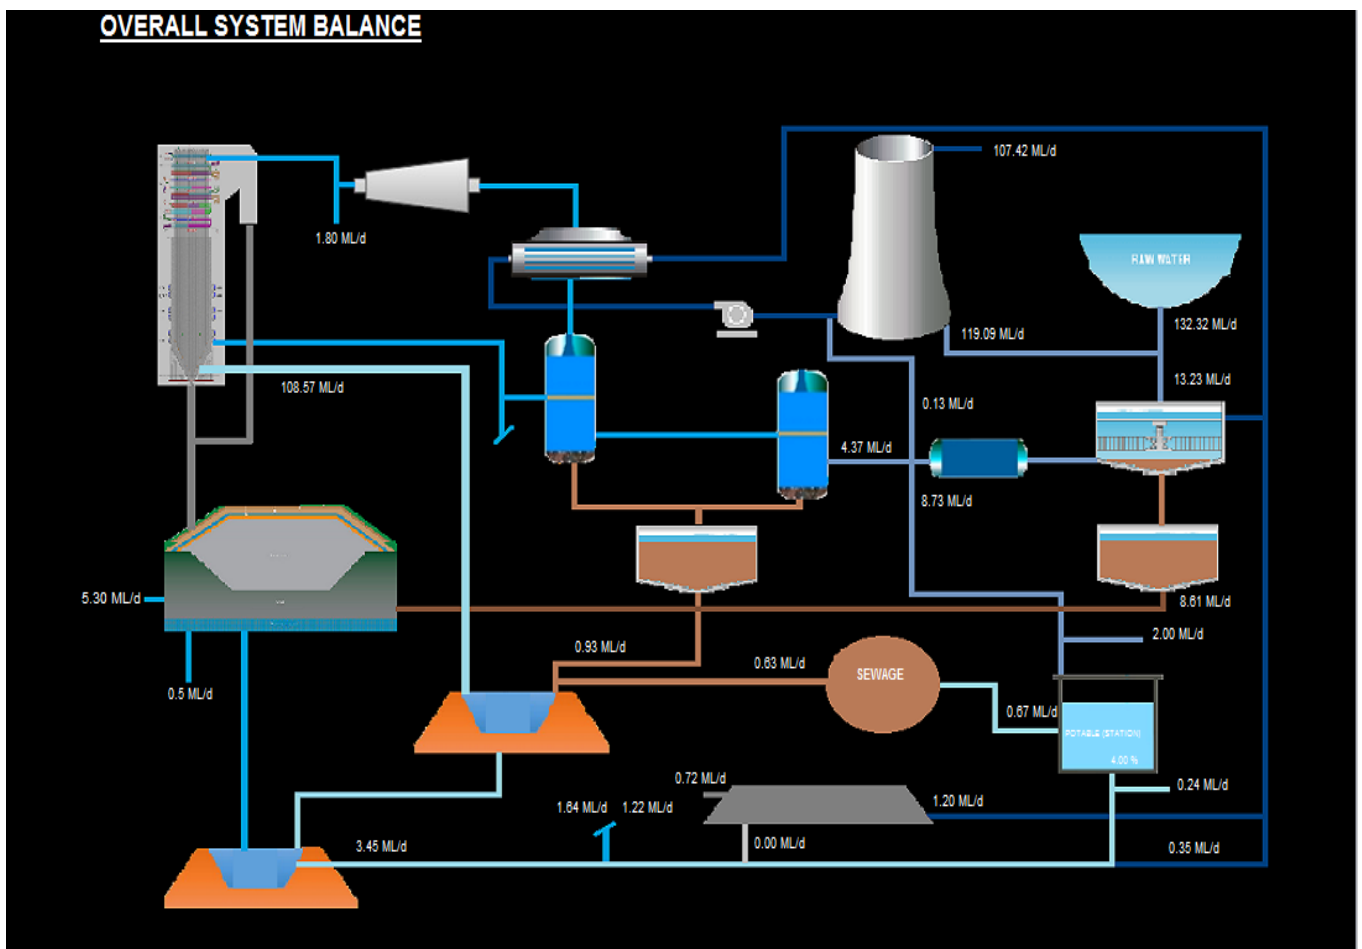 OVERALL SYSTEM BALANCE
107.42 ML/d
1.80 ML/d
RAW WATER
132.32 ML/d
119.09 ML/d
108.57 ML/d
13.23 ML/d
0.13 ML/d
4.37 ML/d
8.73 ML/d
5.30 ML/d
8.61 ML/d
2.00 ML/d
0.93 ML/d
0.63 ML/d
SEWAGE
0.5 ML/d
0.67 ML/d
POTABLE (STATION)
4.00 %
0.72 ML/d
0.24 ML/d
1.64 ML/d 1.22 ML/d
1.20 ML/d
3.45 ML/d
0.00 ML/d
0.35 ML/d